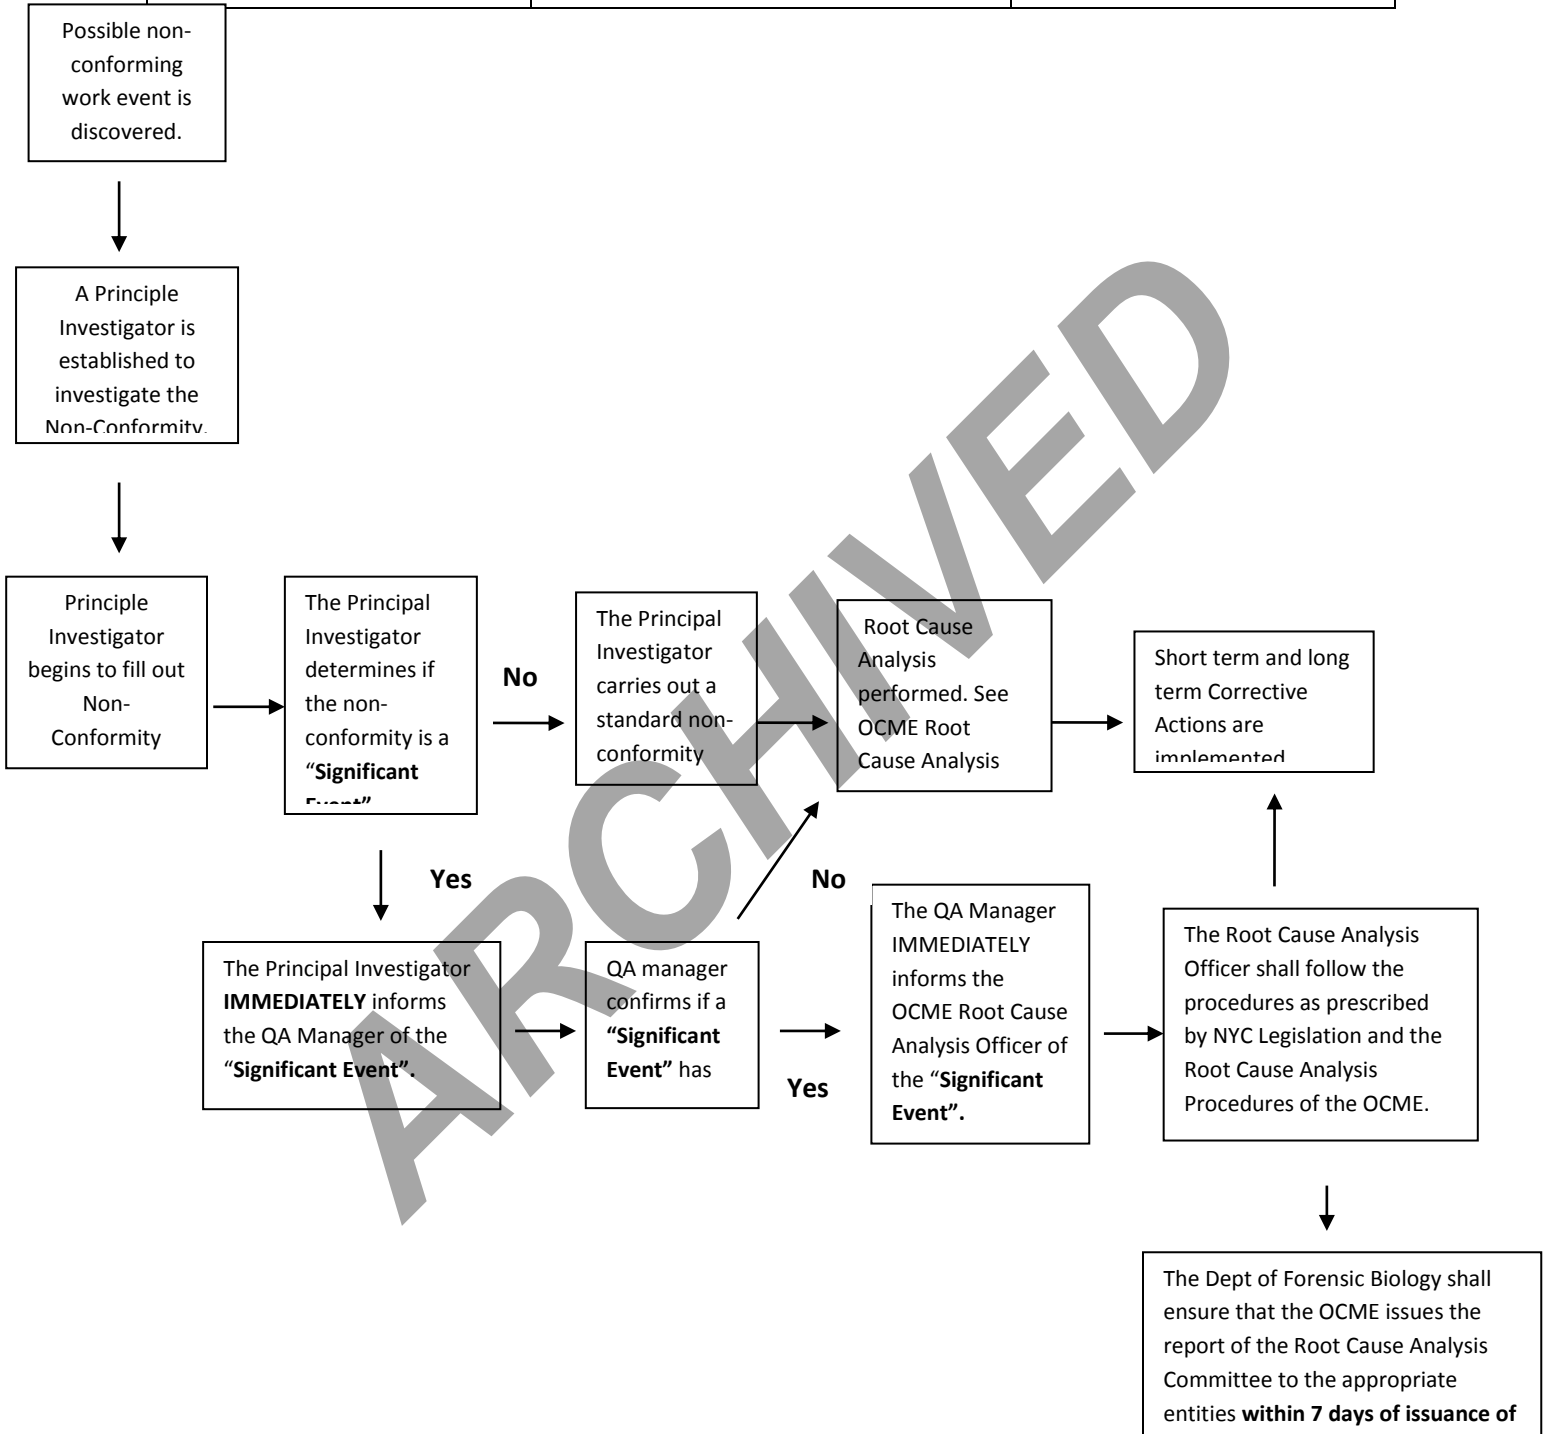 Possible non-
conforming
work event is
discovered.
A Principle
Investigator is
established to
investigate the
Non-Conformity.
Principle
Investigator
begins to fill out
Non-
Conformity
The Principal
Investigator
determines if
the non-
conformity is a
“Significant
Event”
No
The Principal
Investigator
carries out a
standard non-
conformity
Root Cause
Analysis
performed. See
OCME Root
Cause Analysis
Short term and long
term Corrective
Actions are
implemented
Yes
The Principal Investigator
IMMEDIATELY informs
the QA Manager of the
“Significant Event”.
QA manager
confirms if a
“Significant
Event” has
No
Yes
The QA Manager
IMMEDIATELY
informs the
OCME Root Cause
Analysis Officer of
the “Significant
Event”.
The Root Cause Analysis
Officer shall follow the
procedures as prescribed
by NYC Legislation and the
Root Cause Analysis
Procedures of the OCME.
The Dept of Forensic Biology shall
ensure that the OCME issues the
report of the Root Cause Analysis
Committee to the appropriate
entities within 7 days of issuance of
ARCHIVED